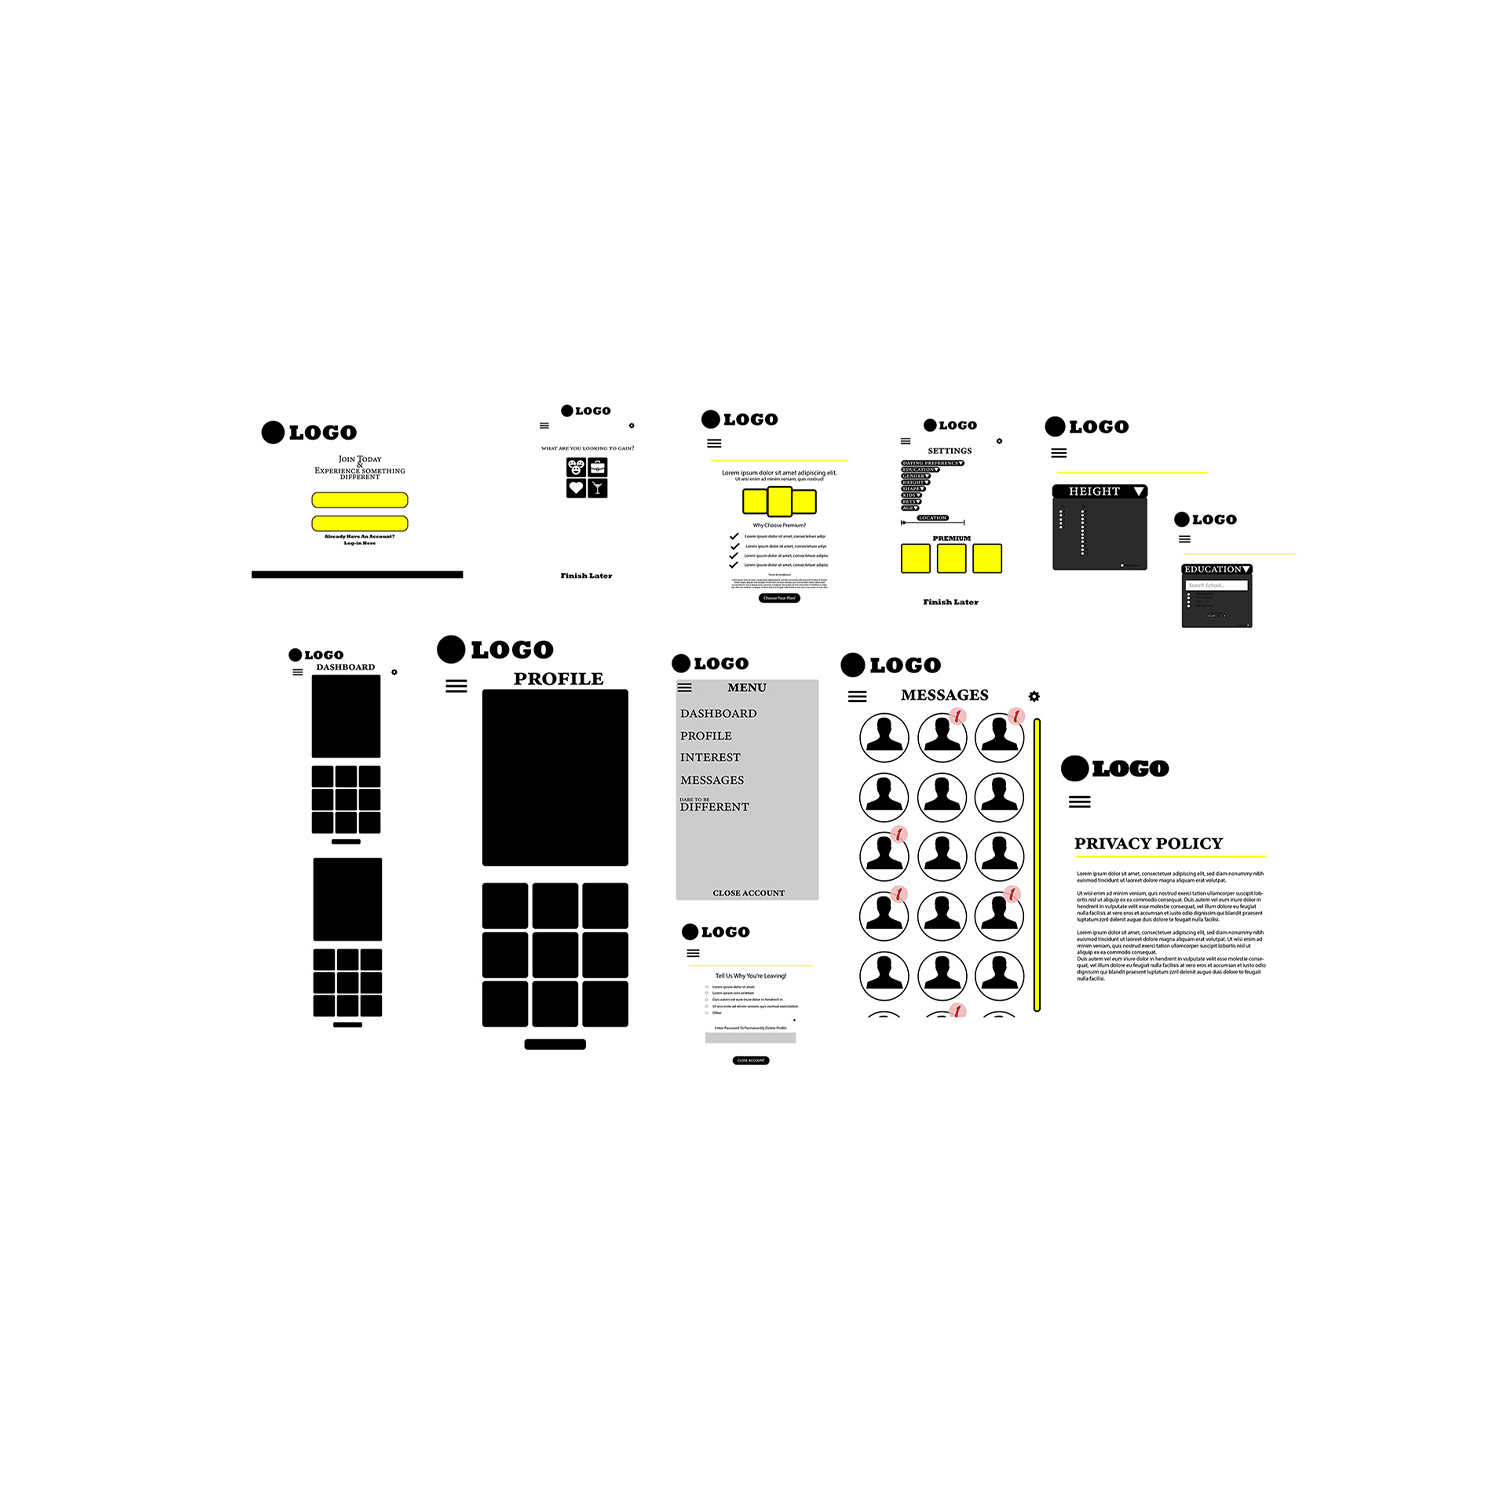 LOGO
JOIN TODAY
&
EXPERIENCE SOMETHING
DIFFERENT
Already Have An Account?
Log-in Here
LOGO
WHAT ARE YOU LOOKING TO GAIN?
Finish Later
LOGO
Lorem ipsum dolor sit amet adipiscing elit.
Ut wisi enim ad minim veniam, quis nostrud!
Why Choose Premium?
Lorem ipsum dolor sit amet, consectetuer adipi
Lorem ipsum dolor sit amet, consectetuer adipi
Lorem ipsum dolor sit amet, consectetuer adipis
Lorem ipsum dolor sit amet, consectetuer adipis
Terms & Conditions
Choose Your Plan!
LOGO
SETTINGS
DATING PREFERENCE
EDUCATION
GENDER
HEIGHT
SHAPE
KIDS
PETS
AGE
LOCATION
PREMIUM
Finish Later
LOGO
HEIGHT
LOGO
EDUCATION
Search School...
LOGO
DASHBOARD
LOGO
PROFILE
LOGO
MENU
DASHBOARD
PROFILE
INTEREST
MESSAGES
DARE TO BE
DIFFERENT
CLOSE ACCOUNT
LOGO
Tell Us Why You're Leaving!
Lorem ipsum dolor sit amet,
Lorem ipsum cons ectetuer
Duis autem vel eum iriure dolor in hendrerit in
Ut wisi enim ad minim veniam, quis nostrud exerci tation
Other
Enter Password To Permanently Delete Profile
CLOSE ACCOUNT
LOGO
MESSAGES
1
1
1
1
1
1
LOGO
PRIVACY POLICY
Lorem ipsum dolor sit amet, consectetuer adipiscing elit, sed diam nonummy nibh
euismod tincidunt ut laoreet dolore magna aliquam erat volutpat.
Ut wisi enim ad minim veniam, quis nostrud exerci tation ullamcorper suscipit lob-
ortis nisl ut aliquip ex ea commodo consequat. Duis autem vel eum iriure dolor in
hendrerit in vulputate velit esse molestie consequat, vel illum dolore eu feugiat
nulla facilisis at vero eros et accumsan et iusto odio dignissim qui blandit praesent
luptatum zzril delenit augue duis dolore te feugait nulla facilisi.
Lorem ipsum dolor sit amet, consectetuer adipiscing elit, sed diam nonummy nibh
euismod tincidunt ut laoreet dolore magna aliquam erat volutpat. Ut wisi enim ad
minim veniam, quis nostrud exerci tation ullamcorper suscipit lobortis nisl ut
aliquip ex ea commodo consequat.
Duis autem vel eum iriure dolor in hendrerit in vulputate velit esse molestie conse-
quat, vel illum dolore eu feugiat nulla facilisis at vero eros et accumsan et iusto odio
dignissim qui blandit praesent luptatum zzril delenit augue duis dolore te feugait
nulla facilisi.